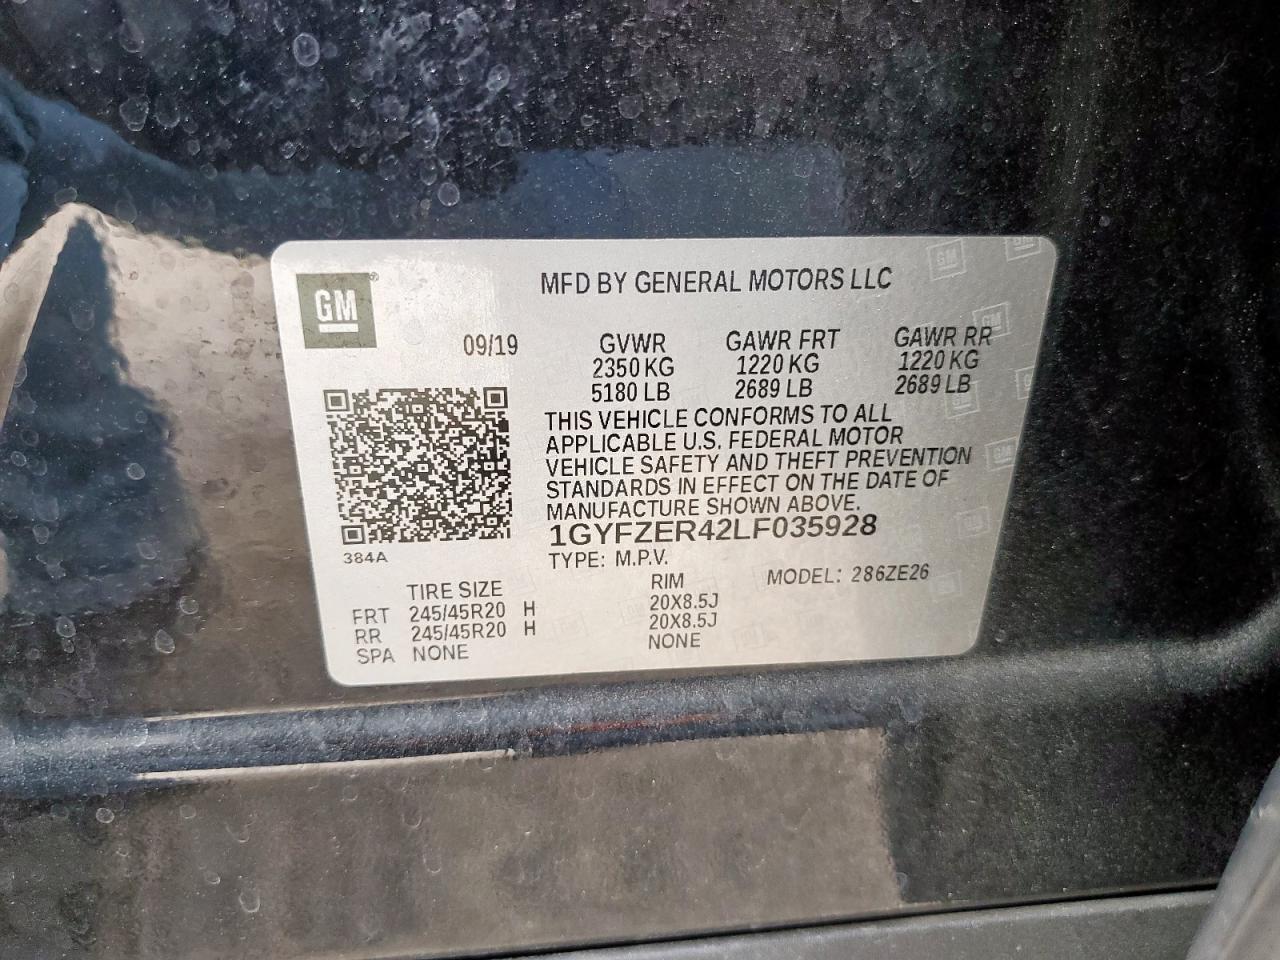 GM®
MFD BY GENERAL MOTORS LLC
09/19
GVWR GAWR FRT GAWR RR
2350 KG 1220 KG 1220 KG
5180 LB 2689 LB 2689 LB
THIS VEHICLE CONFORMS TO ALL
APPLICABLE U.S. FEDERAL MOTOR
VEHICLE SAFETY AND THEFT PREVENTION
STANDARDS IN EFFECT ON THE DATE OF
MANUFACTURE SHOWN ABOVE.
1GYFZER42LF035928
384A
TYPE: M.P.V.
MODEL: 286ZE26
TIRE SIZE RIM
FRT 245/45R20 H 20X8.5J
RR 245/45R20 H 20X8.5J
SPA NONE NONE